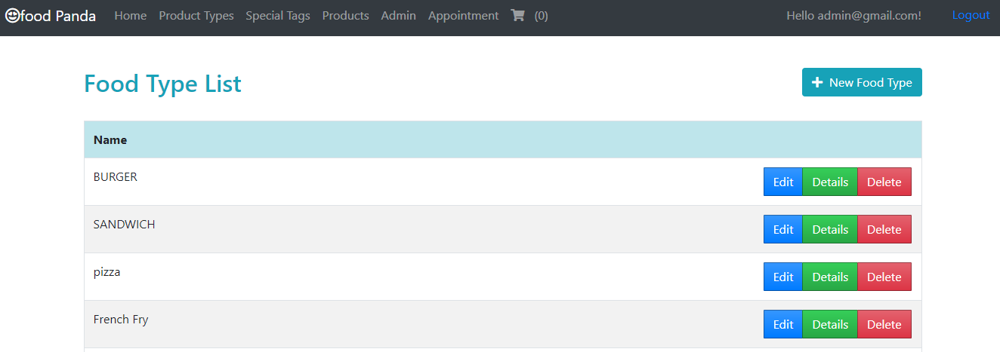 food Panda Home Product Types Special Tags Products Admin Appointment (0) Hello admin@gmail.com! Logout
Food Type List
+ New Food Type
Name
BURGER Edit Details Delete
SANDWICH Edit Details Delete
pizza Edit Details Delete
French Fry Edit Details Delete